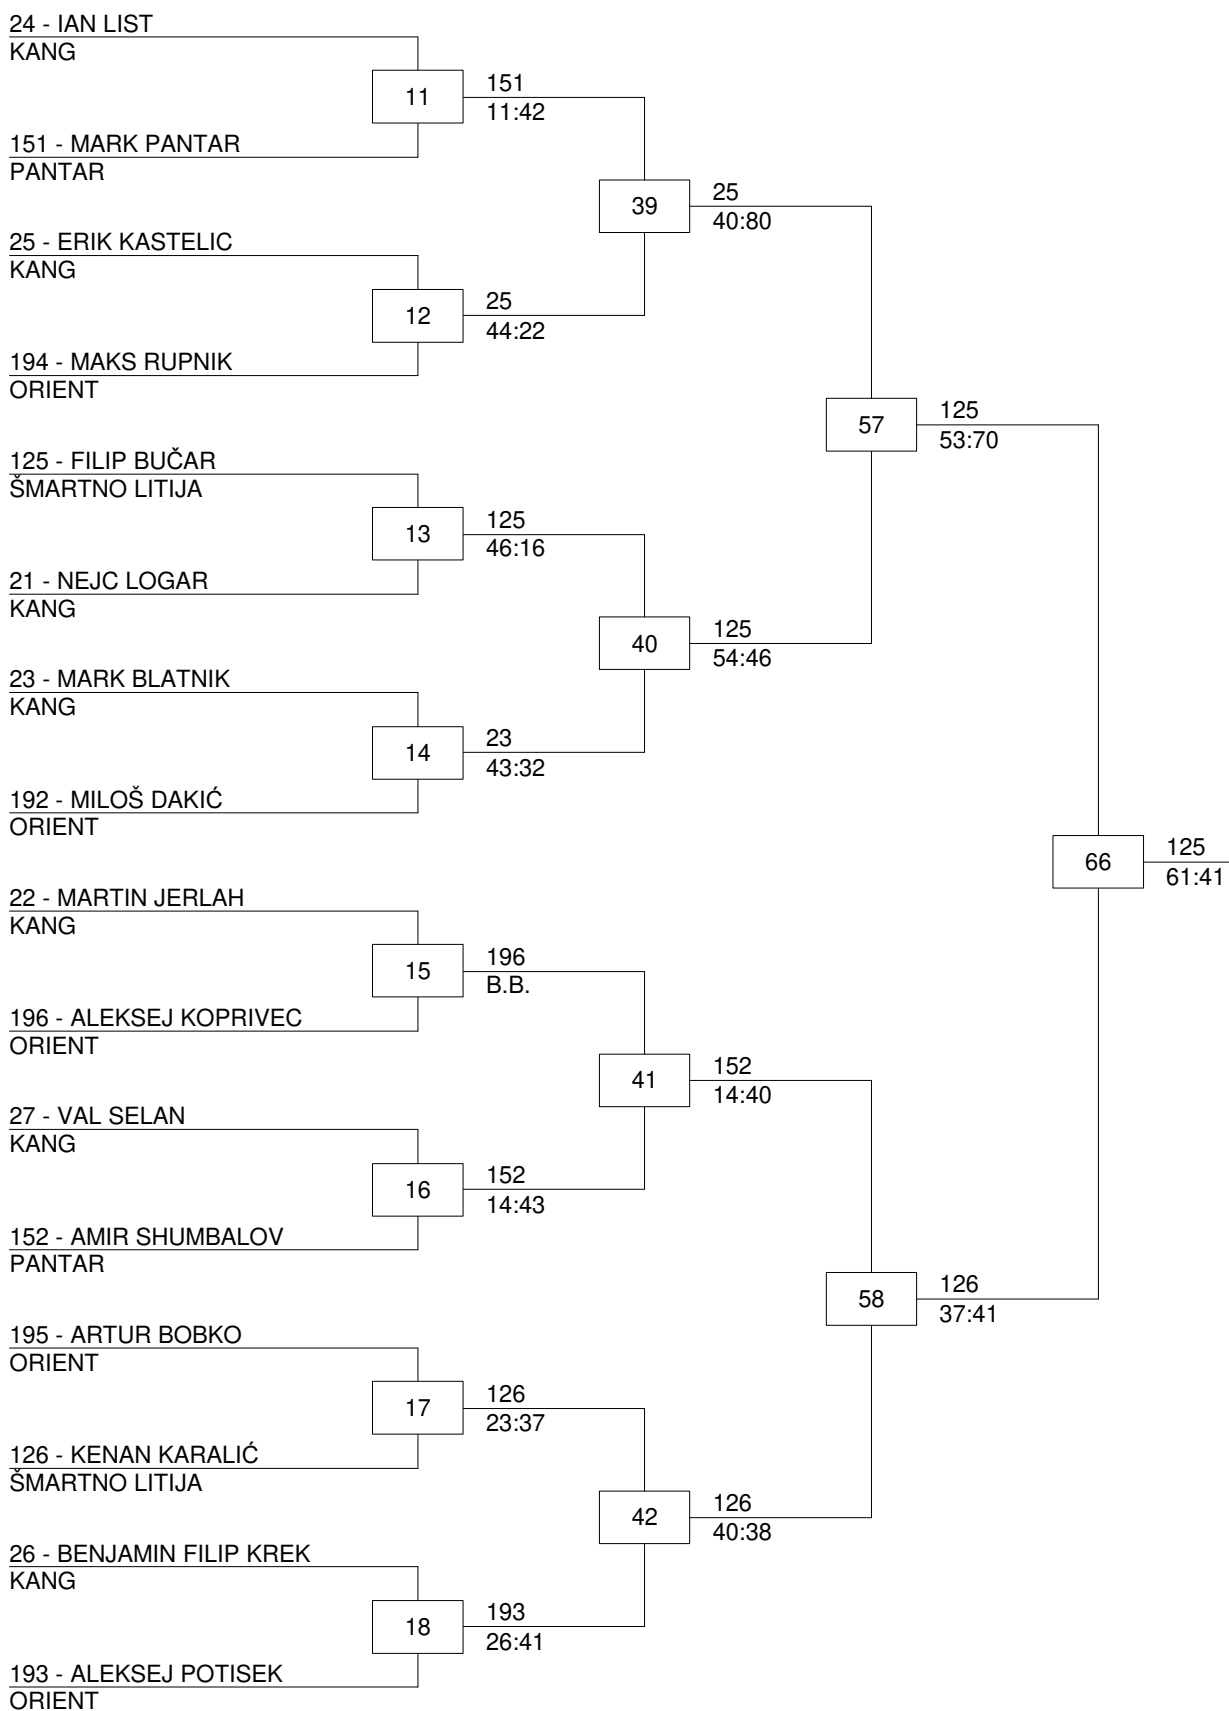 24 - IAN LIST
KANG
11
151
11:42
151 - MARK PANTAR
PANTAR
39
25
40:80
25 - ERIK KASTELIC
KANG
12
25
44:22
194 - MAKS RUPNIK
ORIENT
57
125
53:70
125 - FILIP BUČAR
ŠMARTNO LITIJA
13
125
46:16
21 - NEJC LOGAR
KANG
40
125
54:46
23 - MARK BLATNIK
KANG
14
23
43:32
192 - MILOŠ DAKIĆ
ORIENT
66
125
61:41
22 - MARTIN JERLAH
KANG
15
196
B.B.
196 - ALEKSEJ KOPRIVEC
ORIENT
41
152
14:40
27 - VAL SELAN
KANG
16
152
14:43
152 - AMIR SHUMBALOV
PANTAR
58
126
37:41
195 - ARTUR BOBKO
ORIENT
17
126
23:37
126 - KENAN KARALIĆ
ŠMARTNO LITIJA
42
126
40:38
26 - BENJAMIN FILIP KREK
KANG
18
193
26:41
193 - ALEKSEJ POTISEK
ORIENT